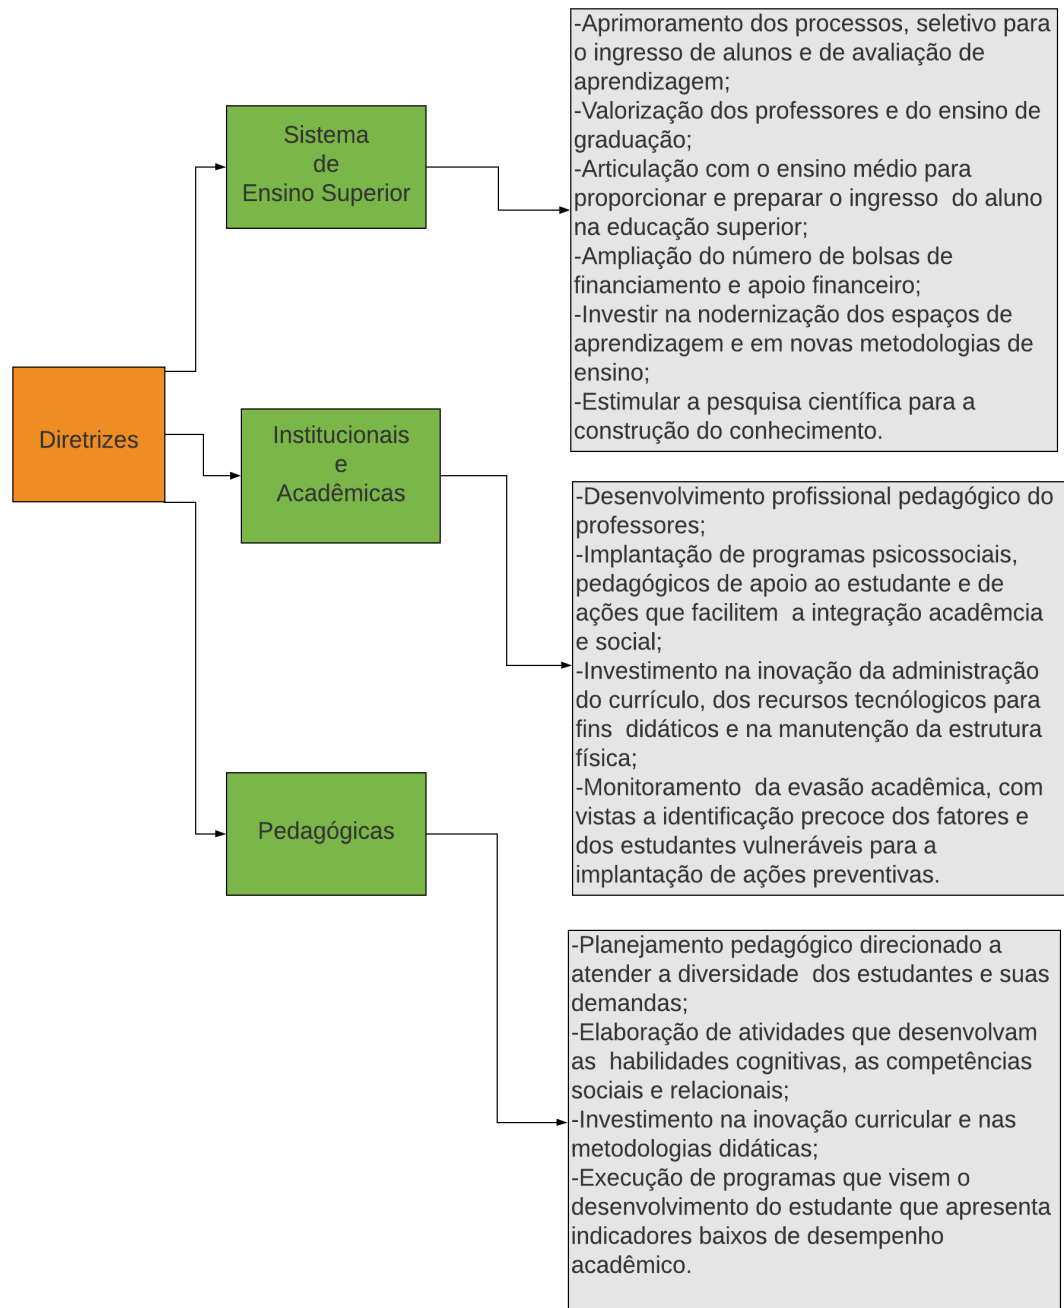 Diretrizes
Sistema
de
Ensino Superior
-Aprimoramento dos processos, seletivo para
o ingresso de alunos e de avaliação de
aprendizagem;
-Valorização dos professores e do ensino de
graduação;
-Articulação com o ensino médio para
proporcionar e preparar o ingresso  do aluno
na educação superior;
-Ampliação do número de bolsas de
financiamento e apoio financeiro;
-Investir na nodernização dos espaços de
aprendizagem e em novas metodologias de
ensino;
-Estimular a pesquisa científica para a
construção do conhecimento.
Institucionais
e
Acadêmicas
-Desenvolvimento profissional pedagógico do
professores;
-Implantação de programas psicossociais,
pedagógicos de apoio ao estudante e de
ações que facilitem  a integração acadêmcia
e social;
-Investimento na inovação da administração
do currículo, dos recursos tecnólogicos para
fins  didáticos e na manutenção da estrutura
física;
-Monitoramento  da evasão acadêmica, com
vistas a identificação precoce dos fatores e
dos estudantes vulneráveis para a
implantação de ações preventivas.
Pedagógicas
-Planejamento pedagógico direcionado a
atender a diversidade  dos estudantes e suas
demandas;
-Elaboração de atividades que desenvolvam
as  habilidades cognitivas, as competências
sociais e relacionais;
-Investimento na inovação curricular e nas
metodologias didáticas;
-Execução de programas que visem o
desenvolvimento do estudante que apresenta
indicadores baixos de desempenho
acadêmico.